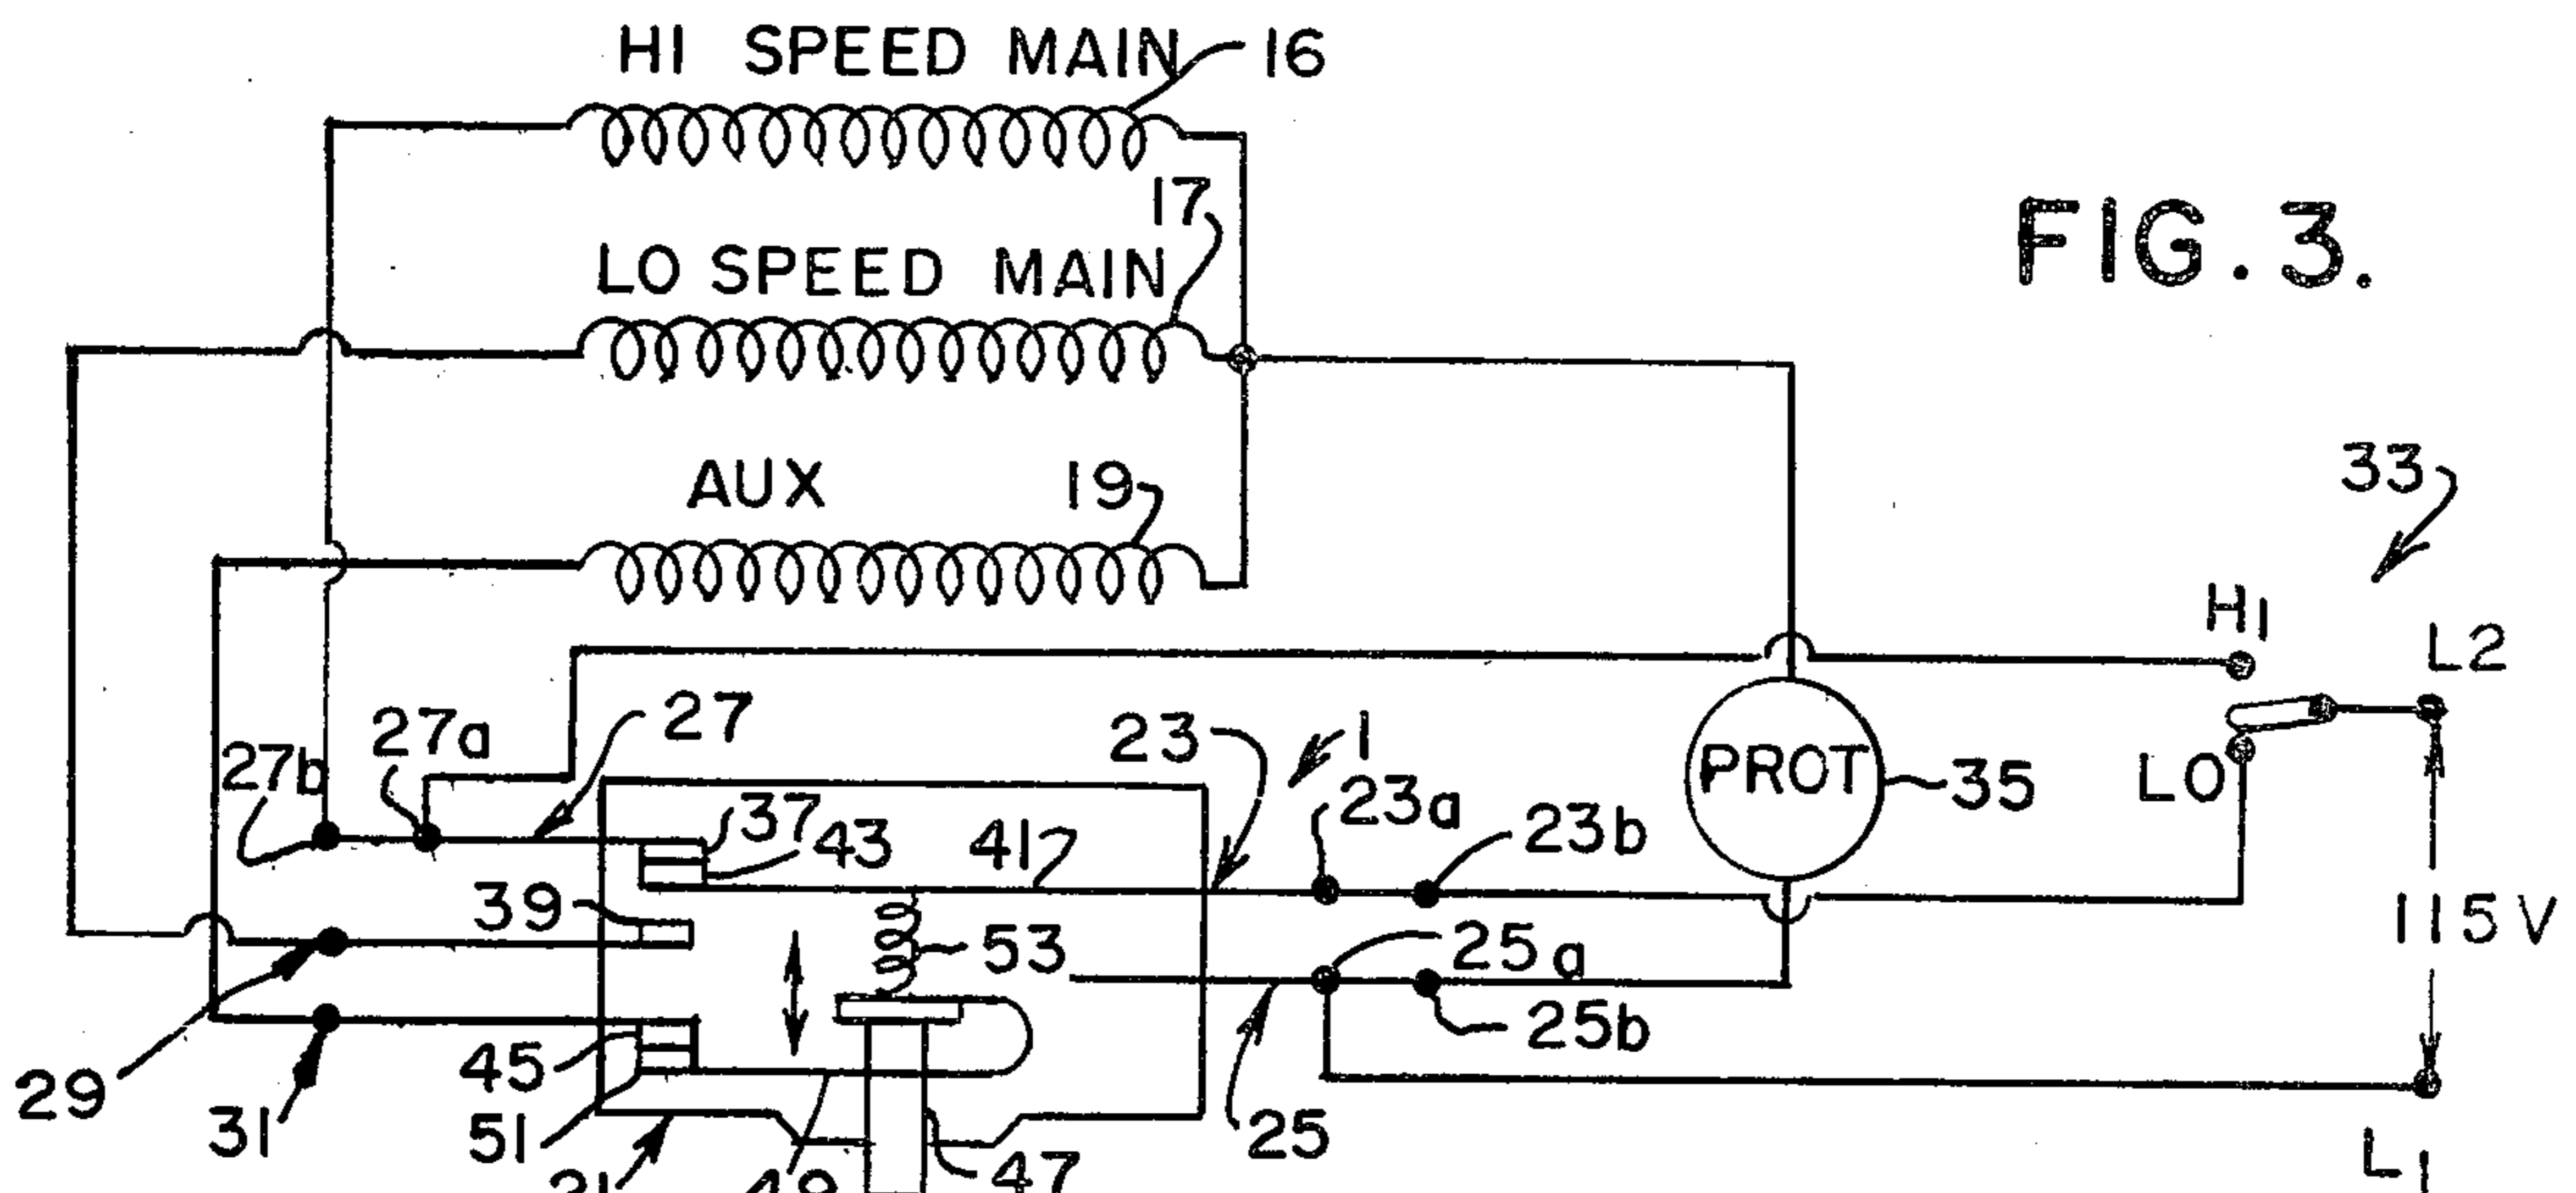 HI SPEED MAIN 16
17
LO SPEED MAIN
FIG. 3.
AUX 19
33
HI
L2
27
27a
27b
23
1
PROT
35
LO
37
43
41
23a
23b
39
53
25a
115V
25b
45
29
31
51
25
47
L1